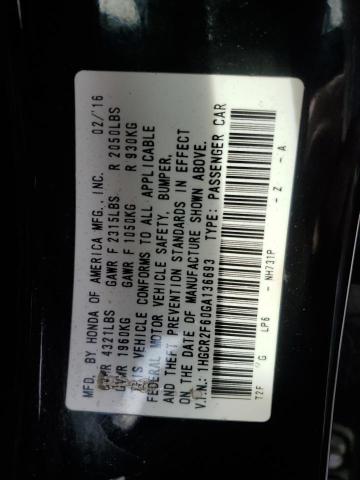 MFD. BY HONDA OF AMERICA MFG., INC. 02/'16
GVWR 4321LBS GAWR F 2315LBS R 2050LBS
GVWR 1960KG GAWR F 1050KG R 930KG
THIS VEHICLE CONFORMS TO ALL APPLICABLE
FEDERAL MOTOR VEHICLE SAFETY, BUMPER,
AND THEFT PREVENTION STANDARDS IN EFFECT
ON THE DATE OF MANUFACTURE SHOWN ABOVE.
V.I.N.: 1HGCR2F60GA136693 TYPE: PASSENGER CAR
T2F G LP6 - NH731P - Z - A